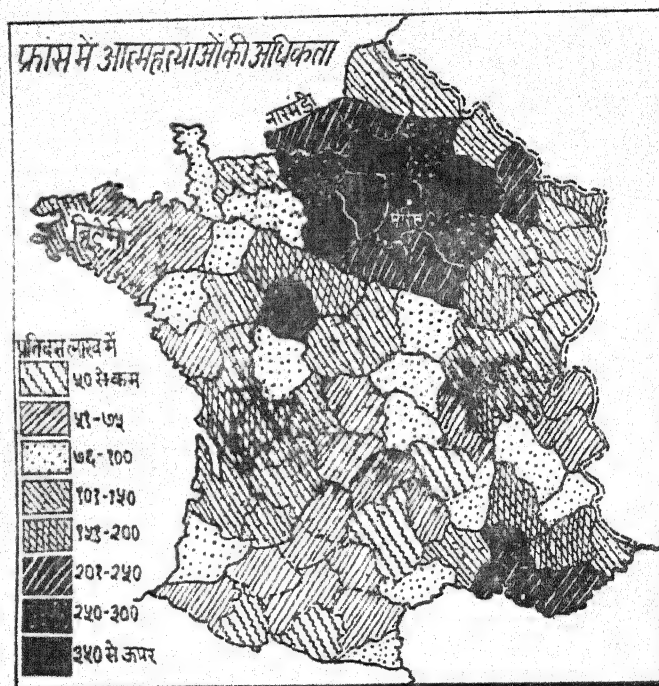 फ्रांस में आत्महत्याओं की अधिकता
नारमंडी
पेरिस
प्रतिदस लाख में
५० से कम
५१-७५
७६-१००
१०१-१५०
१५१-२००
२०१-२५०
२५०-३००
३५० से ऊपर